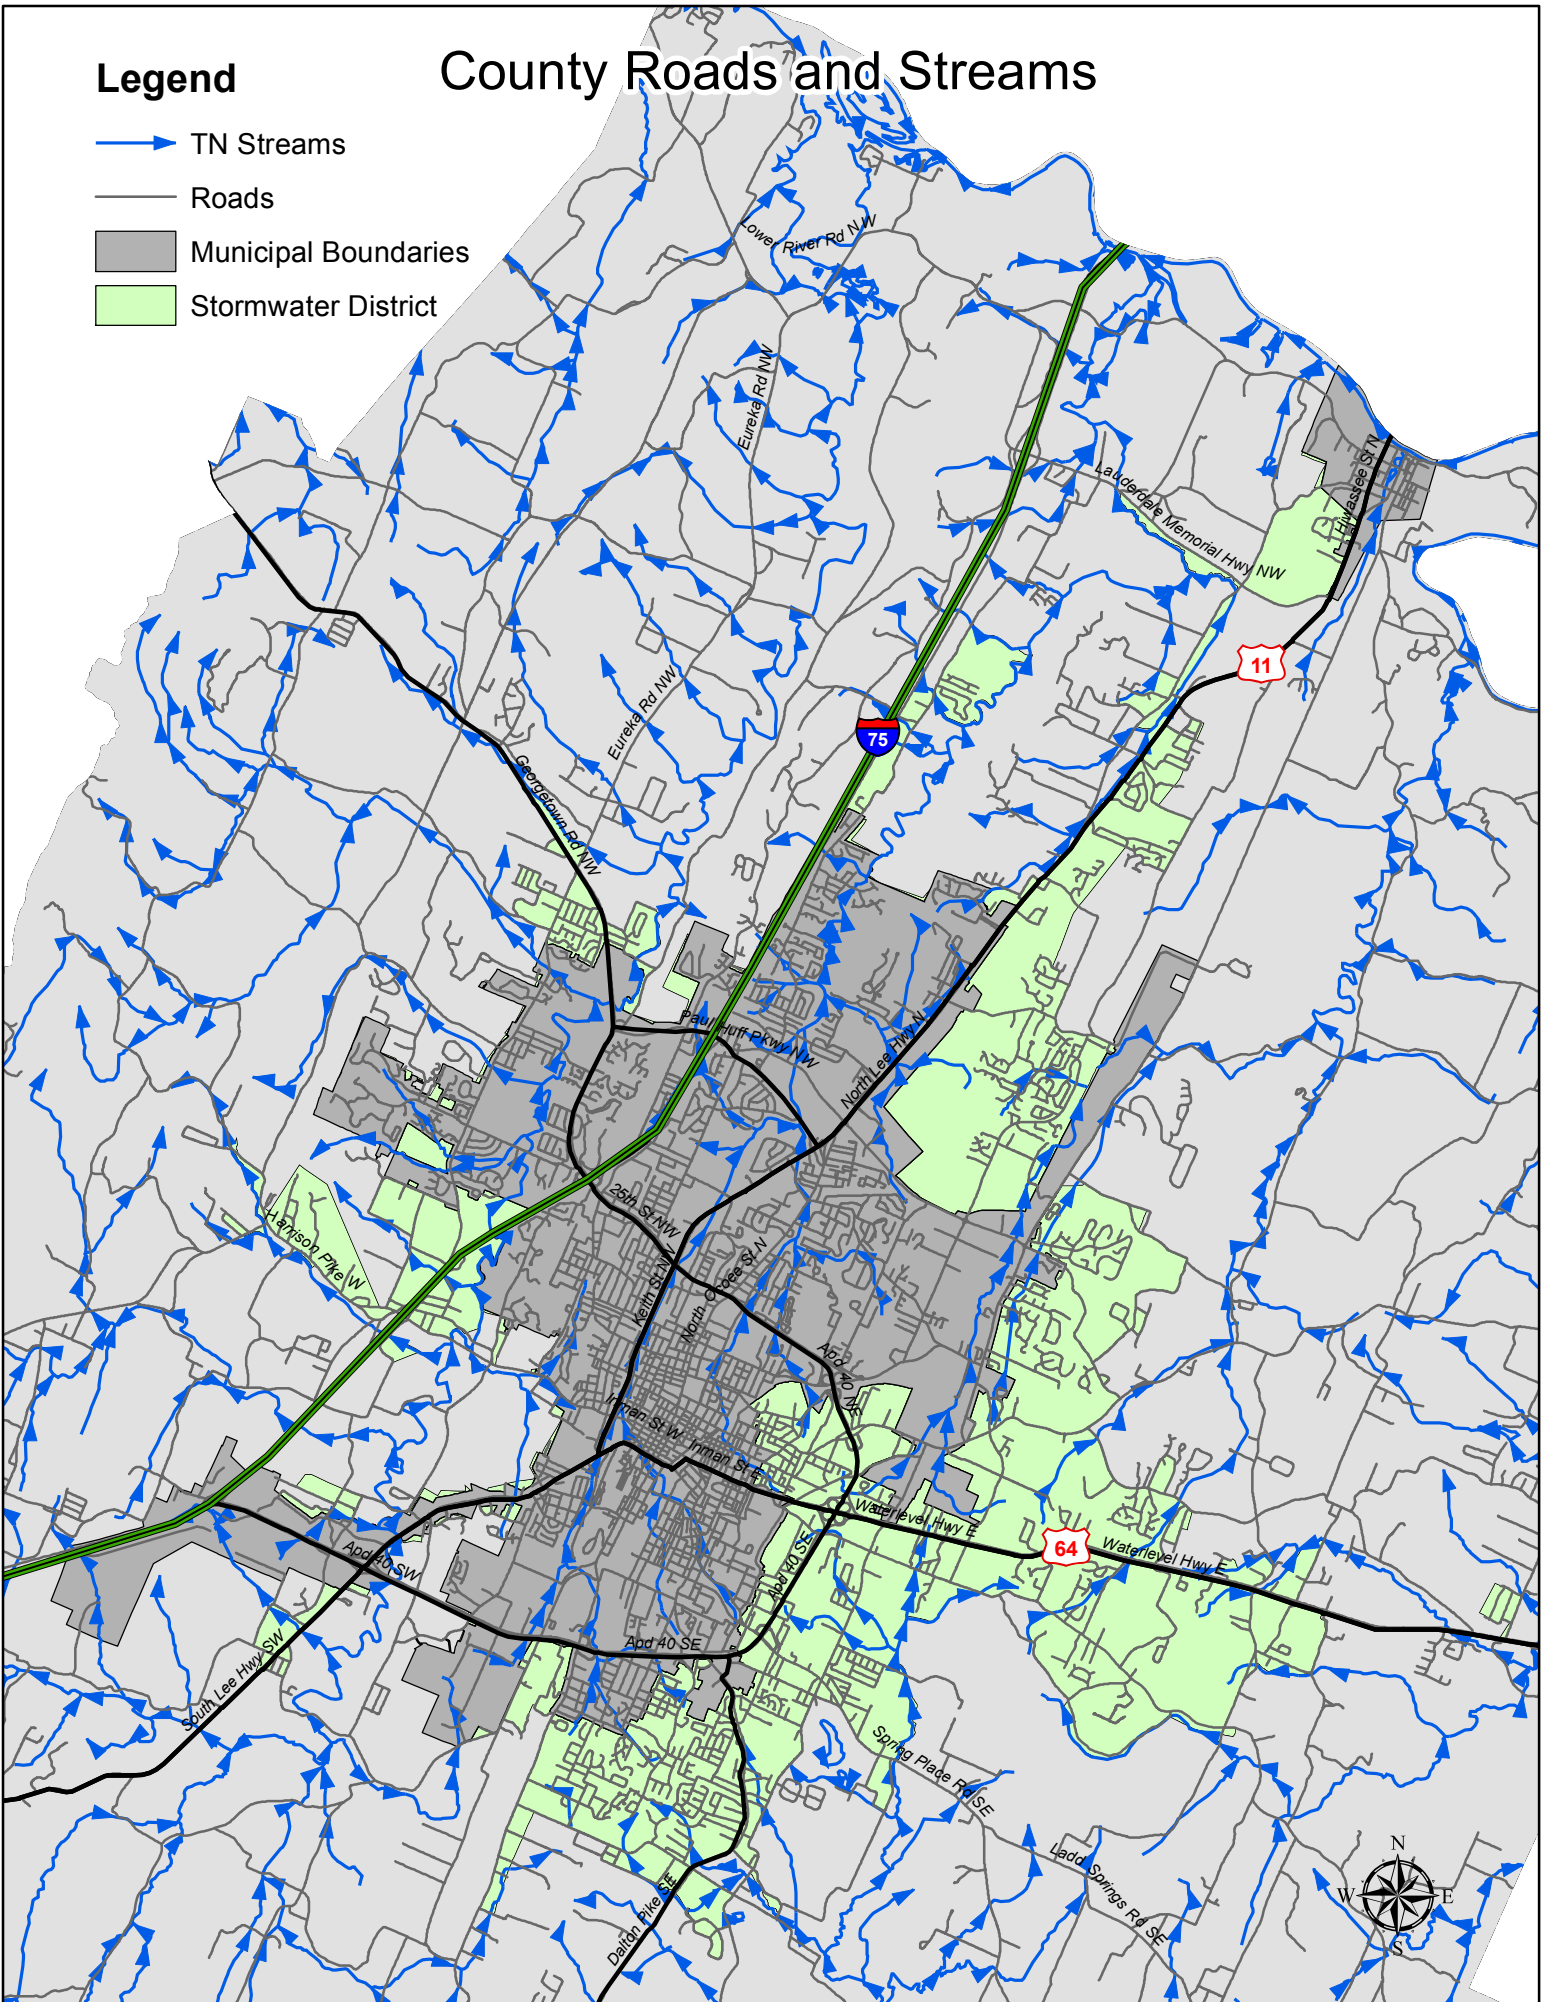 County Roads and Streams
Legend
TN Streams
Roads
Municipal Boundaries
Stormwater District
Lower River Rd NW
Eureka Rd NW
Hiwassee St N
Lauderdale Memorial Hwy NW
11
Eureka Rd NW
75
Georgetown Rd NW
Paul Huff Pkwy NW
North Lee Hwy N
25th St NW
Harrison Pike W
Keith St NW
North Ocoee St N
Apd 40 NE
Inman St W
Inman St E
Waterlevel Hwy E
64
Waterlevel Hwy E
Apd 40 SW
Apd 40 SE
Apd 40 SE
South Lee Hwy SW
Spring Place Rd SE
Ladd Springs Rd SE
Dalton Pike SE
N
W
E
S